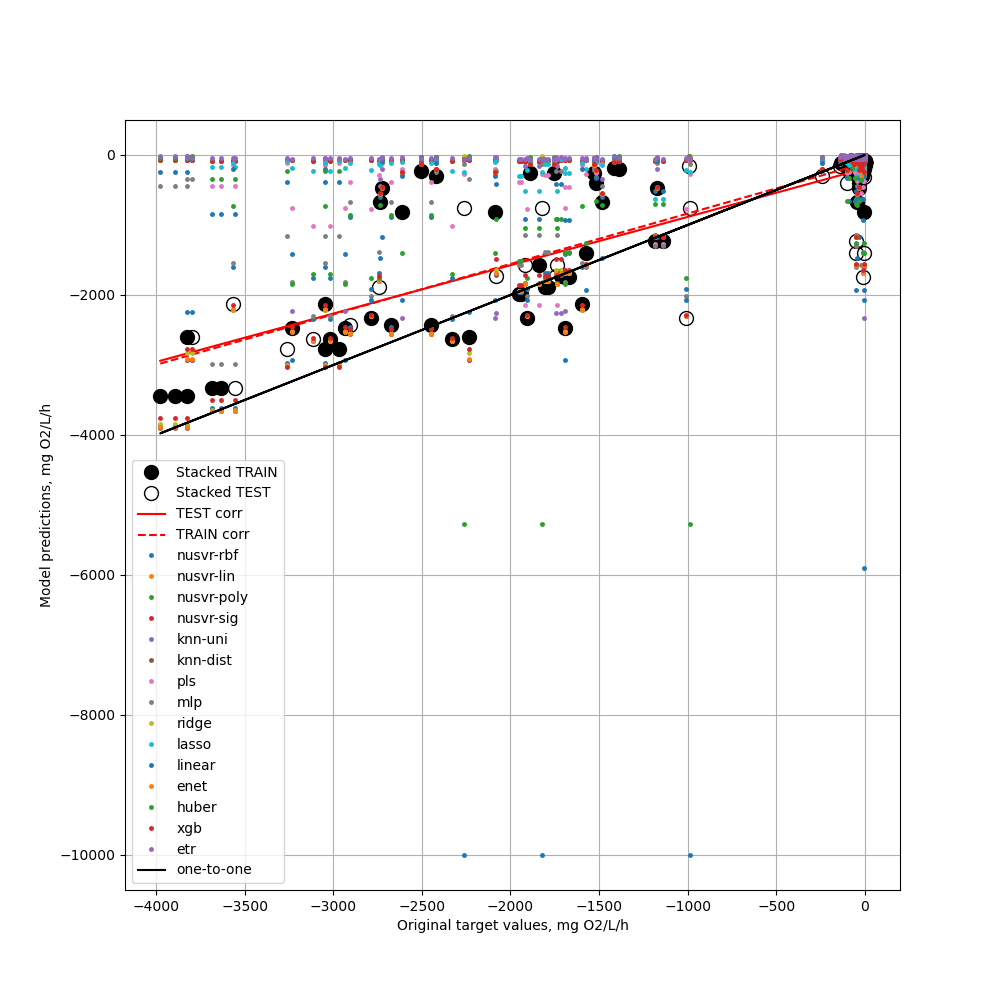 0
−2000
−4000
−6000
−8000
−10000
Model predictions, mg O2/L/h
Stacked TRAIN
Stacked TEST
TEST corr
TRAIN corr
nusvr-rbf
nusvr-lin
nusvr-poly
nusvr-sig
knn-uni
knn-dist
pls
mlp
ridge
lasso
linear
enet
huber
xgb
etr
one-to-one
−4000 −3500 −3000 −2500 −2000 −1500 −1000 −500 0
Original target values, mg O2/L/h